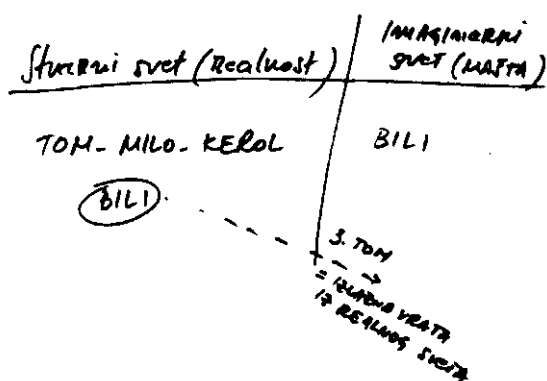 Stvarni svet (Realnost)
IMAGINARNI
svet (MAŠTA)
TOM - MILO - KEROL
BILI
BILI
3. TOM
= IZLAZNA VRATA
IZ REALNOG SVETA